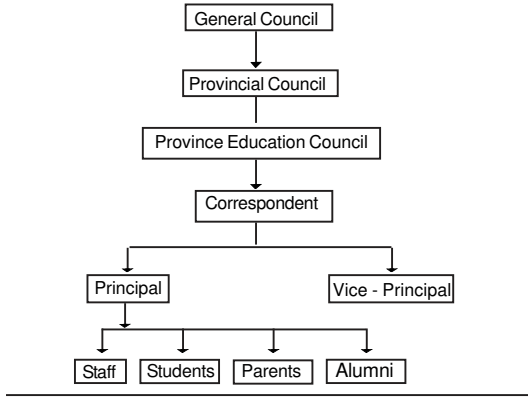 General Council
Provincial Council
Province Education Council
Correspondent
Principal
Vice - Principal
Staff
Students
Parents
Alumni